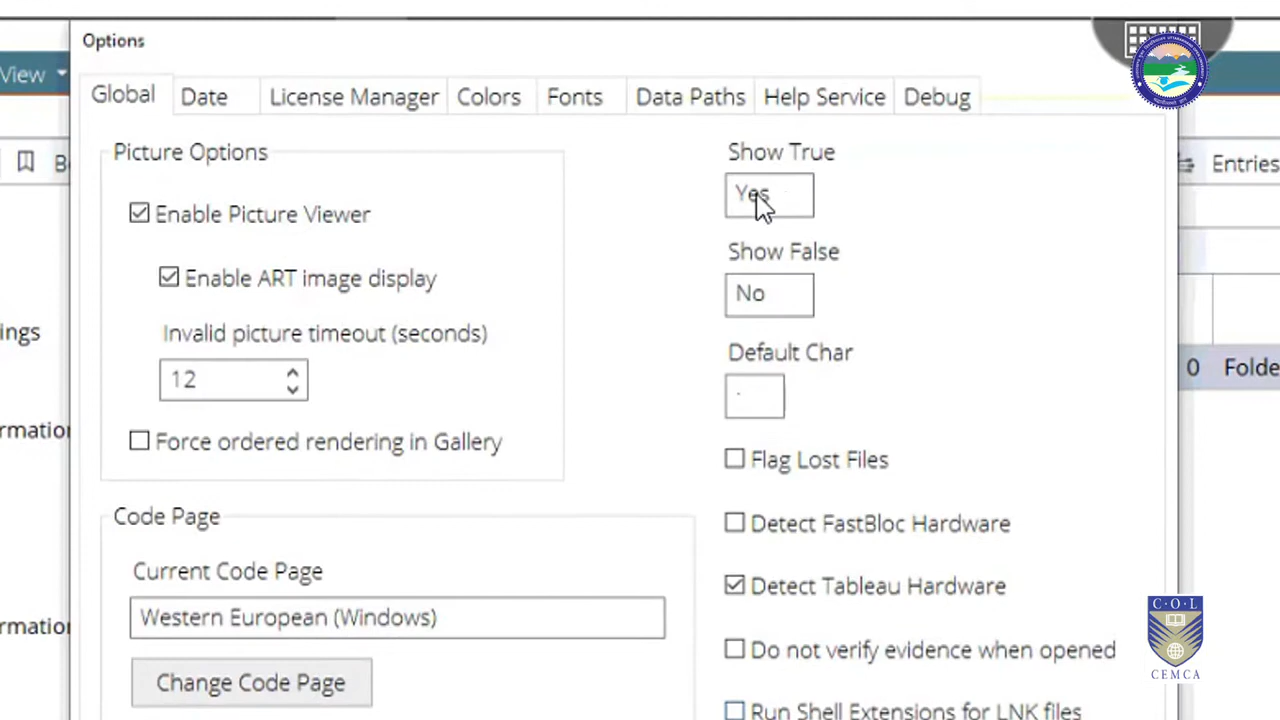 Options
View
Global
Date
License Manager
Colors
Fonts
Data Paths
Help Service
Debug
Picture Options
Enable Picture Viewer
Enable ART image display
Invalid picture timeout (seconds)
12
Force ordered rendering in Gallery
Code Page
Current Code Page
Western European (Windows)
Change Code Page
Show True
Yes
Show False
No
Default Char
.
Flag Lost Files
Detect FastBloc Hardware
Detect Tableau Hardware
Do not verify evidence when opened
Run Shell Extensions for LNK files
B
Entries
ings
0 Folde
rmation
rmation
C·O·L
CEMCA